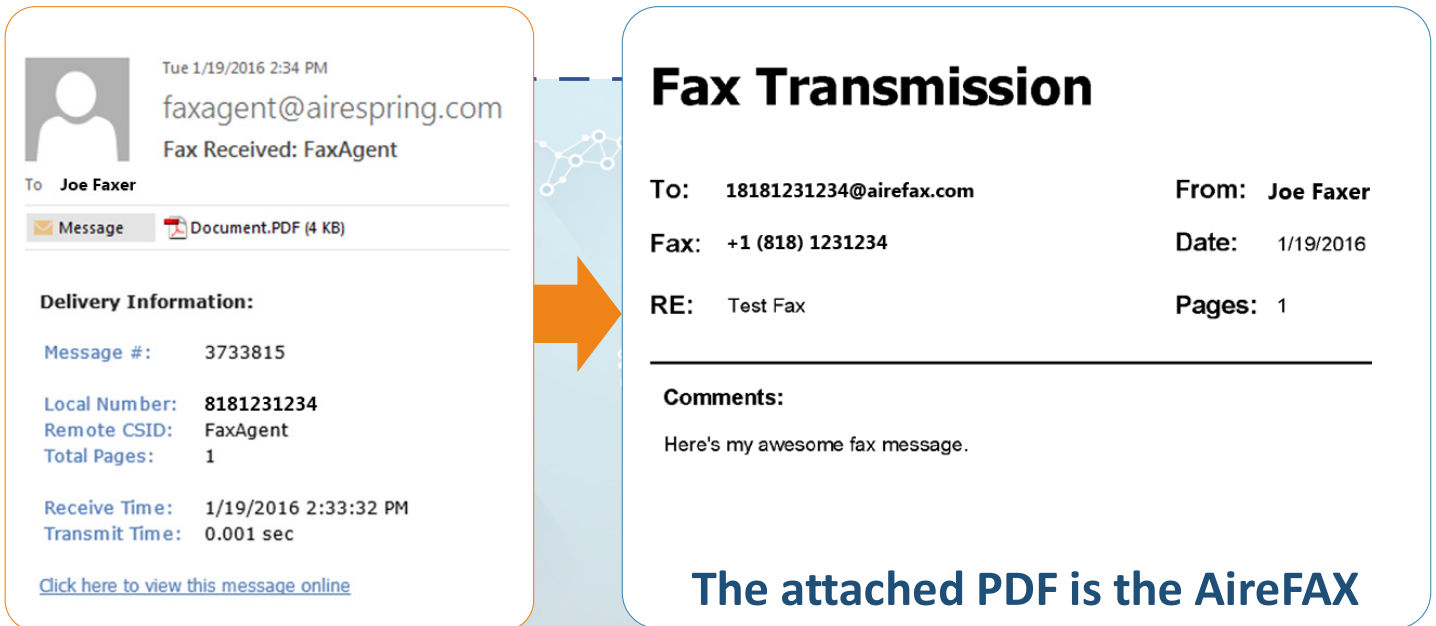 Tue 1/19/2016 2:34 PM
faxagent@airespring.com
Fax Received: FaxAgent
To Joe Faxer
Message Document.PDF (4 KB)
Delivery Information:
Message #: 3733815
Local Number: 8181231234
Remote CSID: FaxAgent
Total Pages: 1
Receive Time: 1/19/2016 2:33:32 PM
Transmit Time: 0.001 sec
Click here to view this message online
Fax Transmission
To: 18181231234@airefax.com From: Joe Faxer
Fax: +1 (818) 1231234 Date: 1/19/2016
RE: Test Fax Pages: 1
Comments:
Here's my awesome fax message.
The attached PDF is the AireFAX